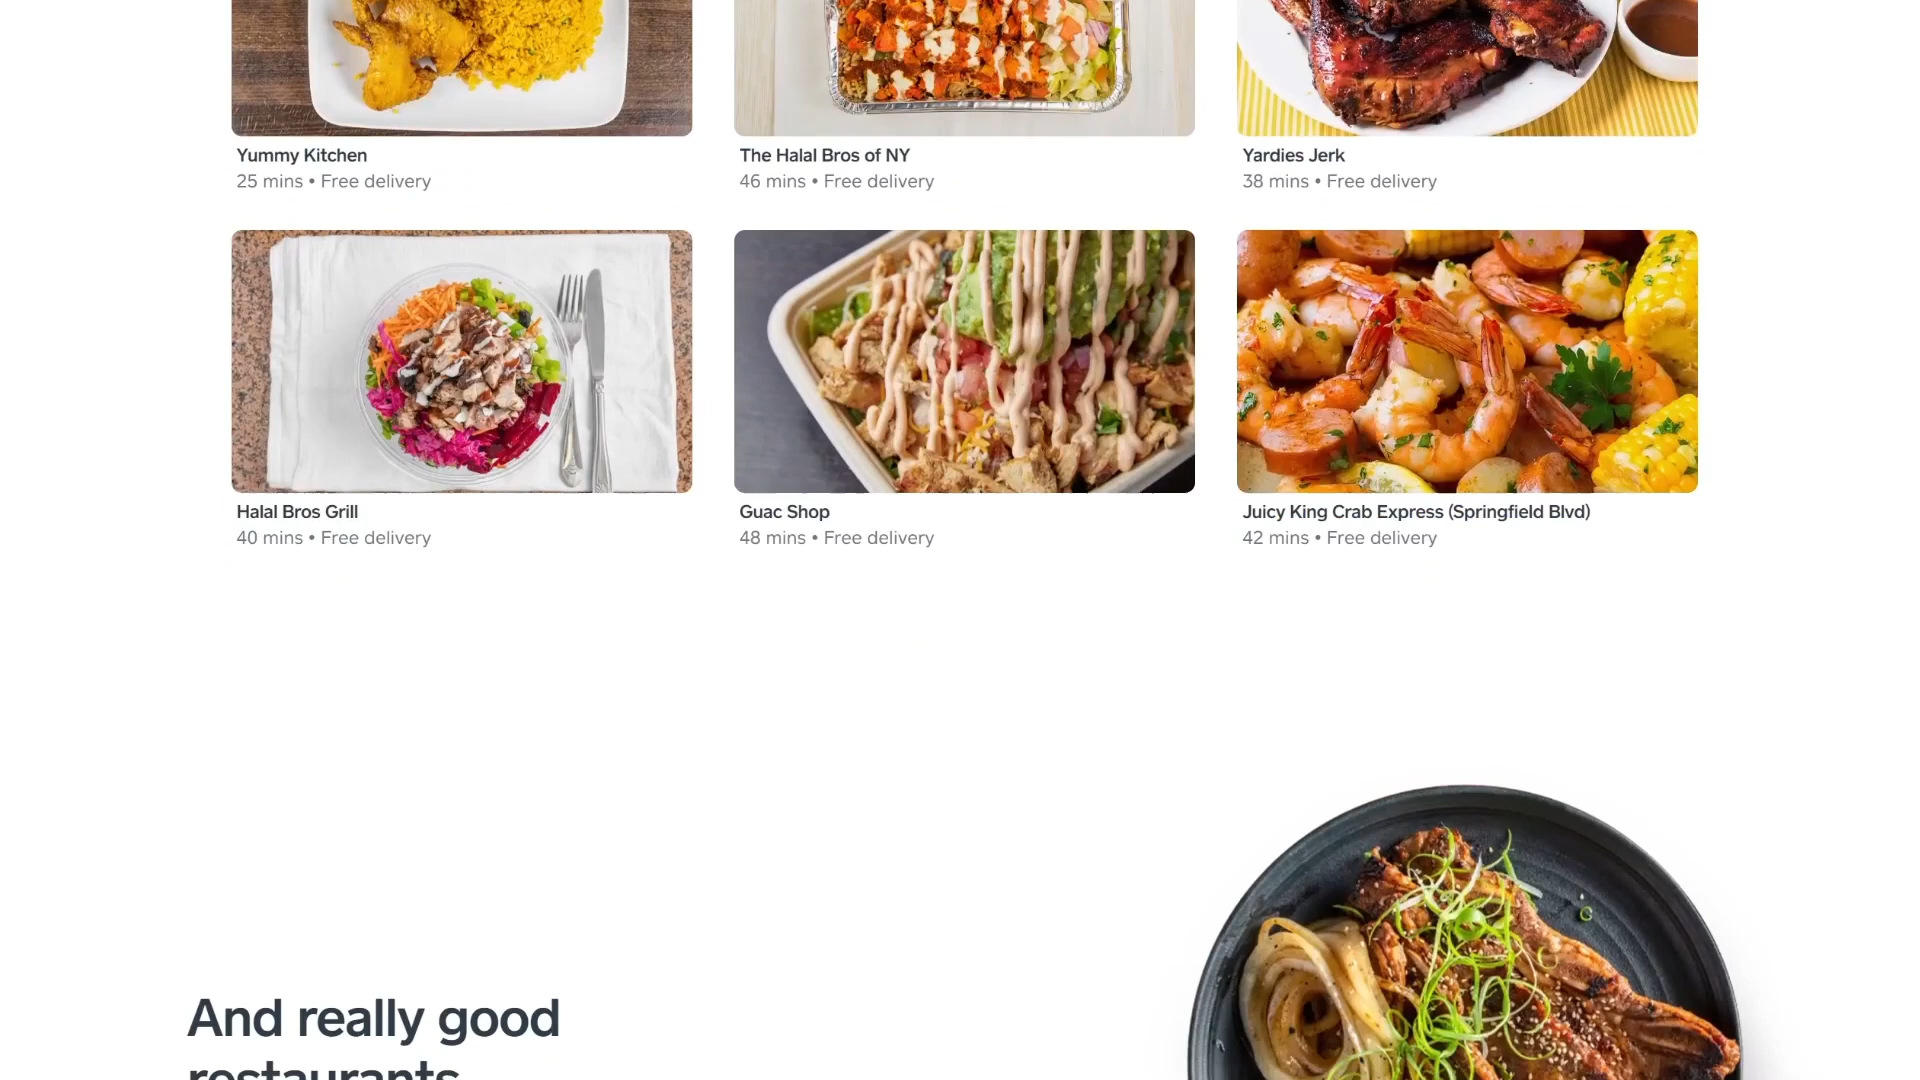 Yummy Kitchen
25 mins • Free delivery
The Halal Bros of NY
46 mins • Free delivery
Yardies Jerk
38 mins • Free delivery
Halal Bros Grill
40 mins • Free delivery
Guac Shop
48 mins • Free delivery
Juicy King Crab Express (Springfield Blvd)
42 mins • Free delivery
And really good
restaurants